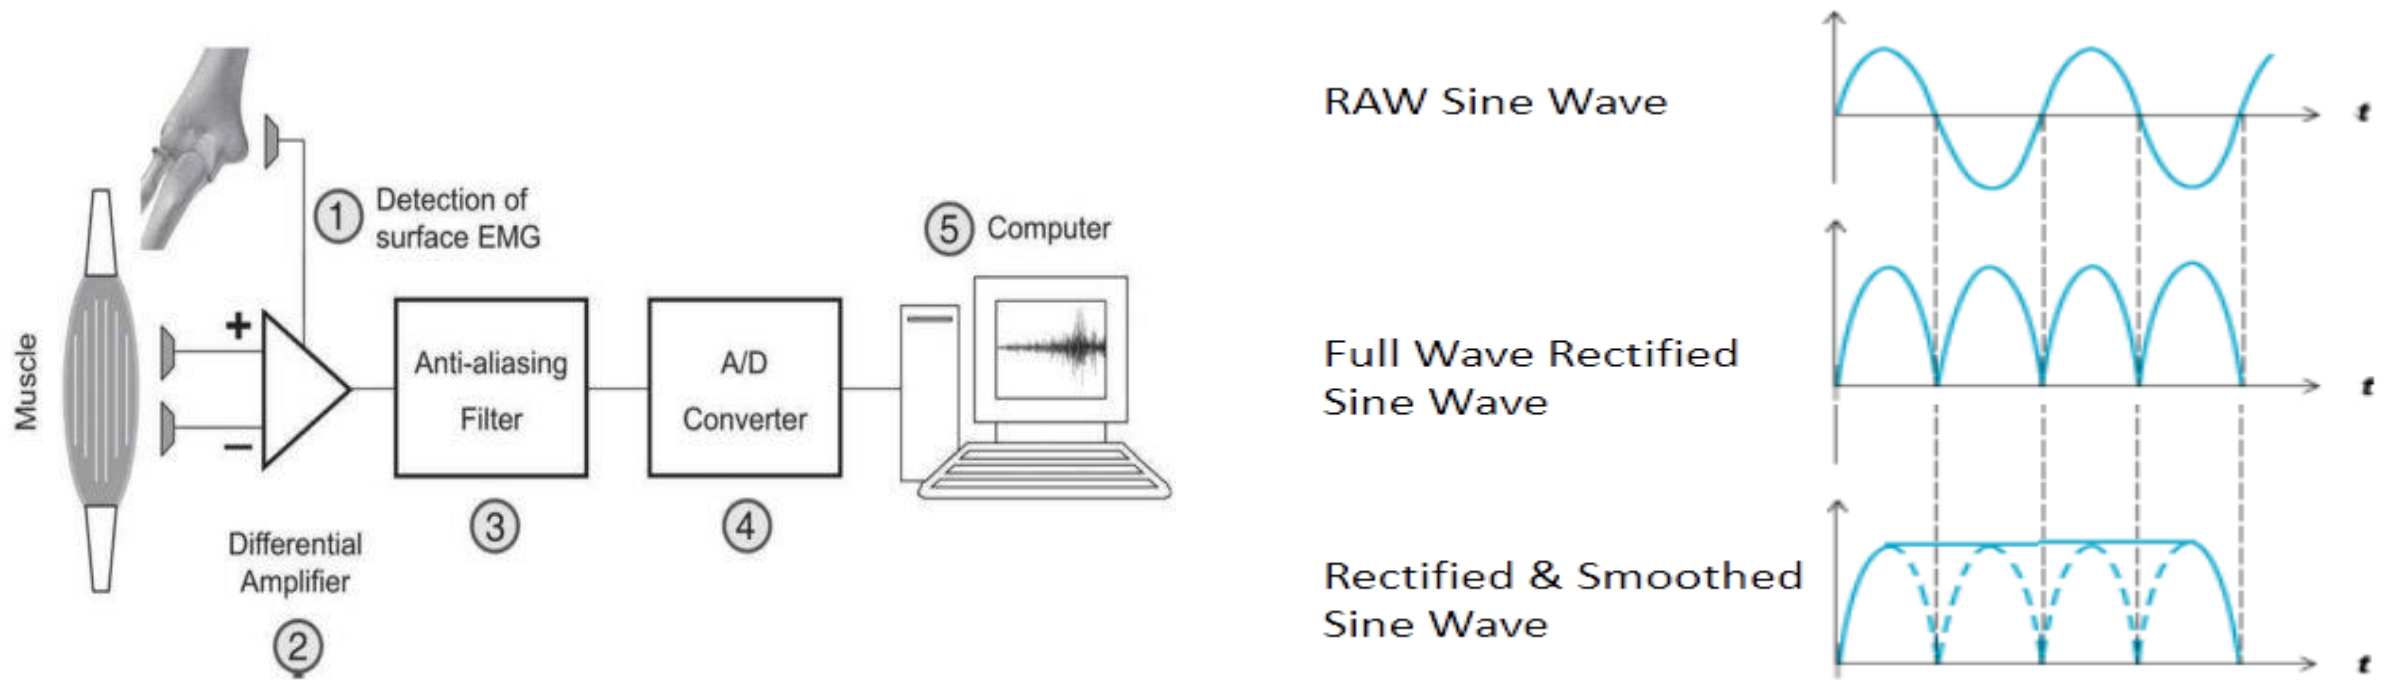 1
Detection of
surface EMG
5
Computer
Muscle
+
−
Anti-aliasing
Filter
A/D
Converter
3
4
Differential
Amplifier
2
RAW Sine Wave
t
Full Wave Rectified
Sine Wave
t
Rectified & Smoothed
Sine Wave
t